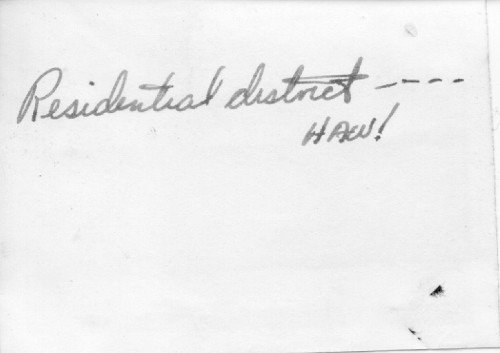 Residential district -----
HAW!